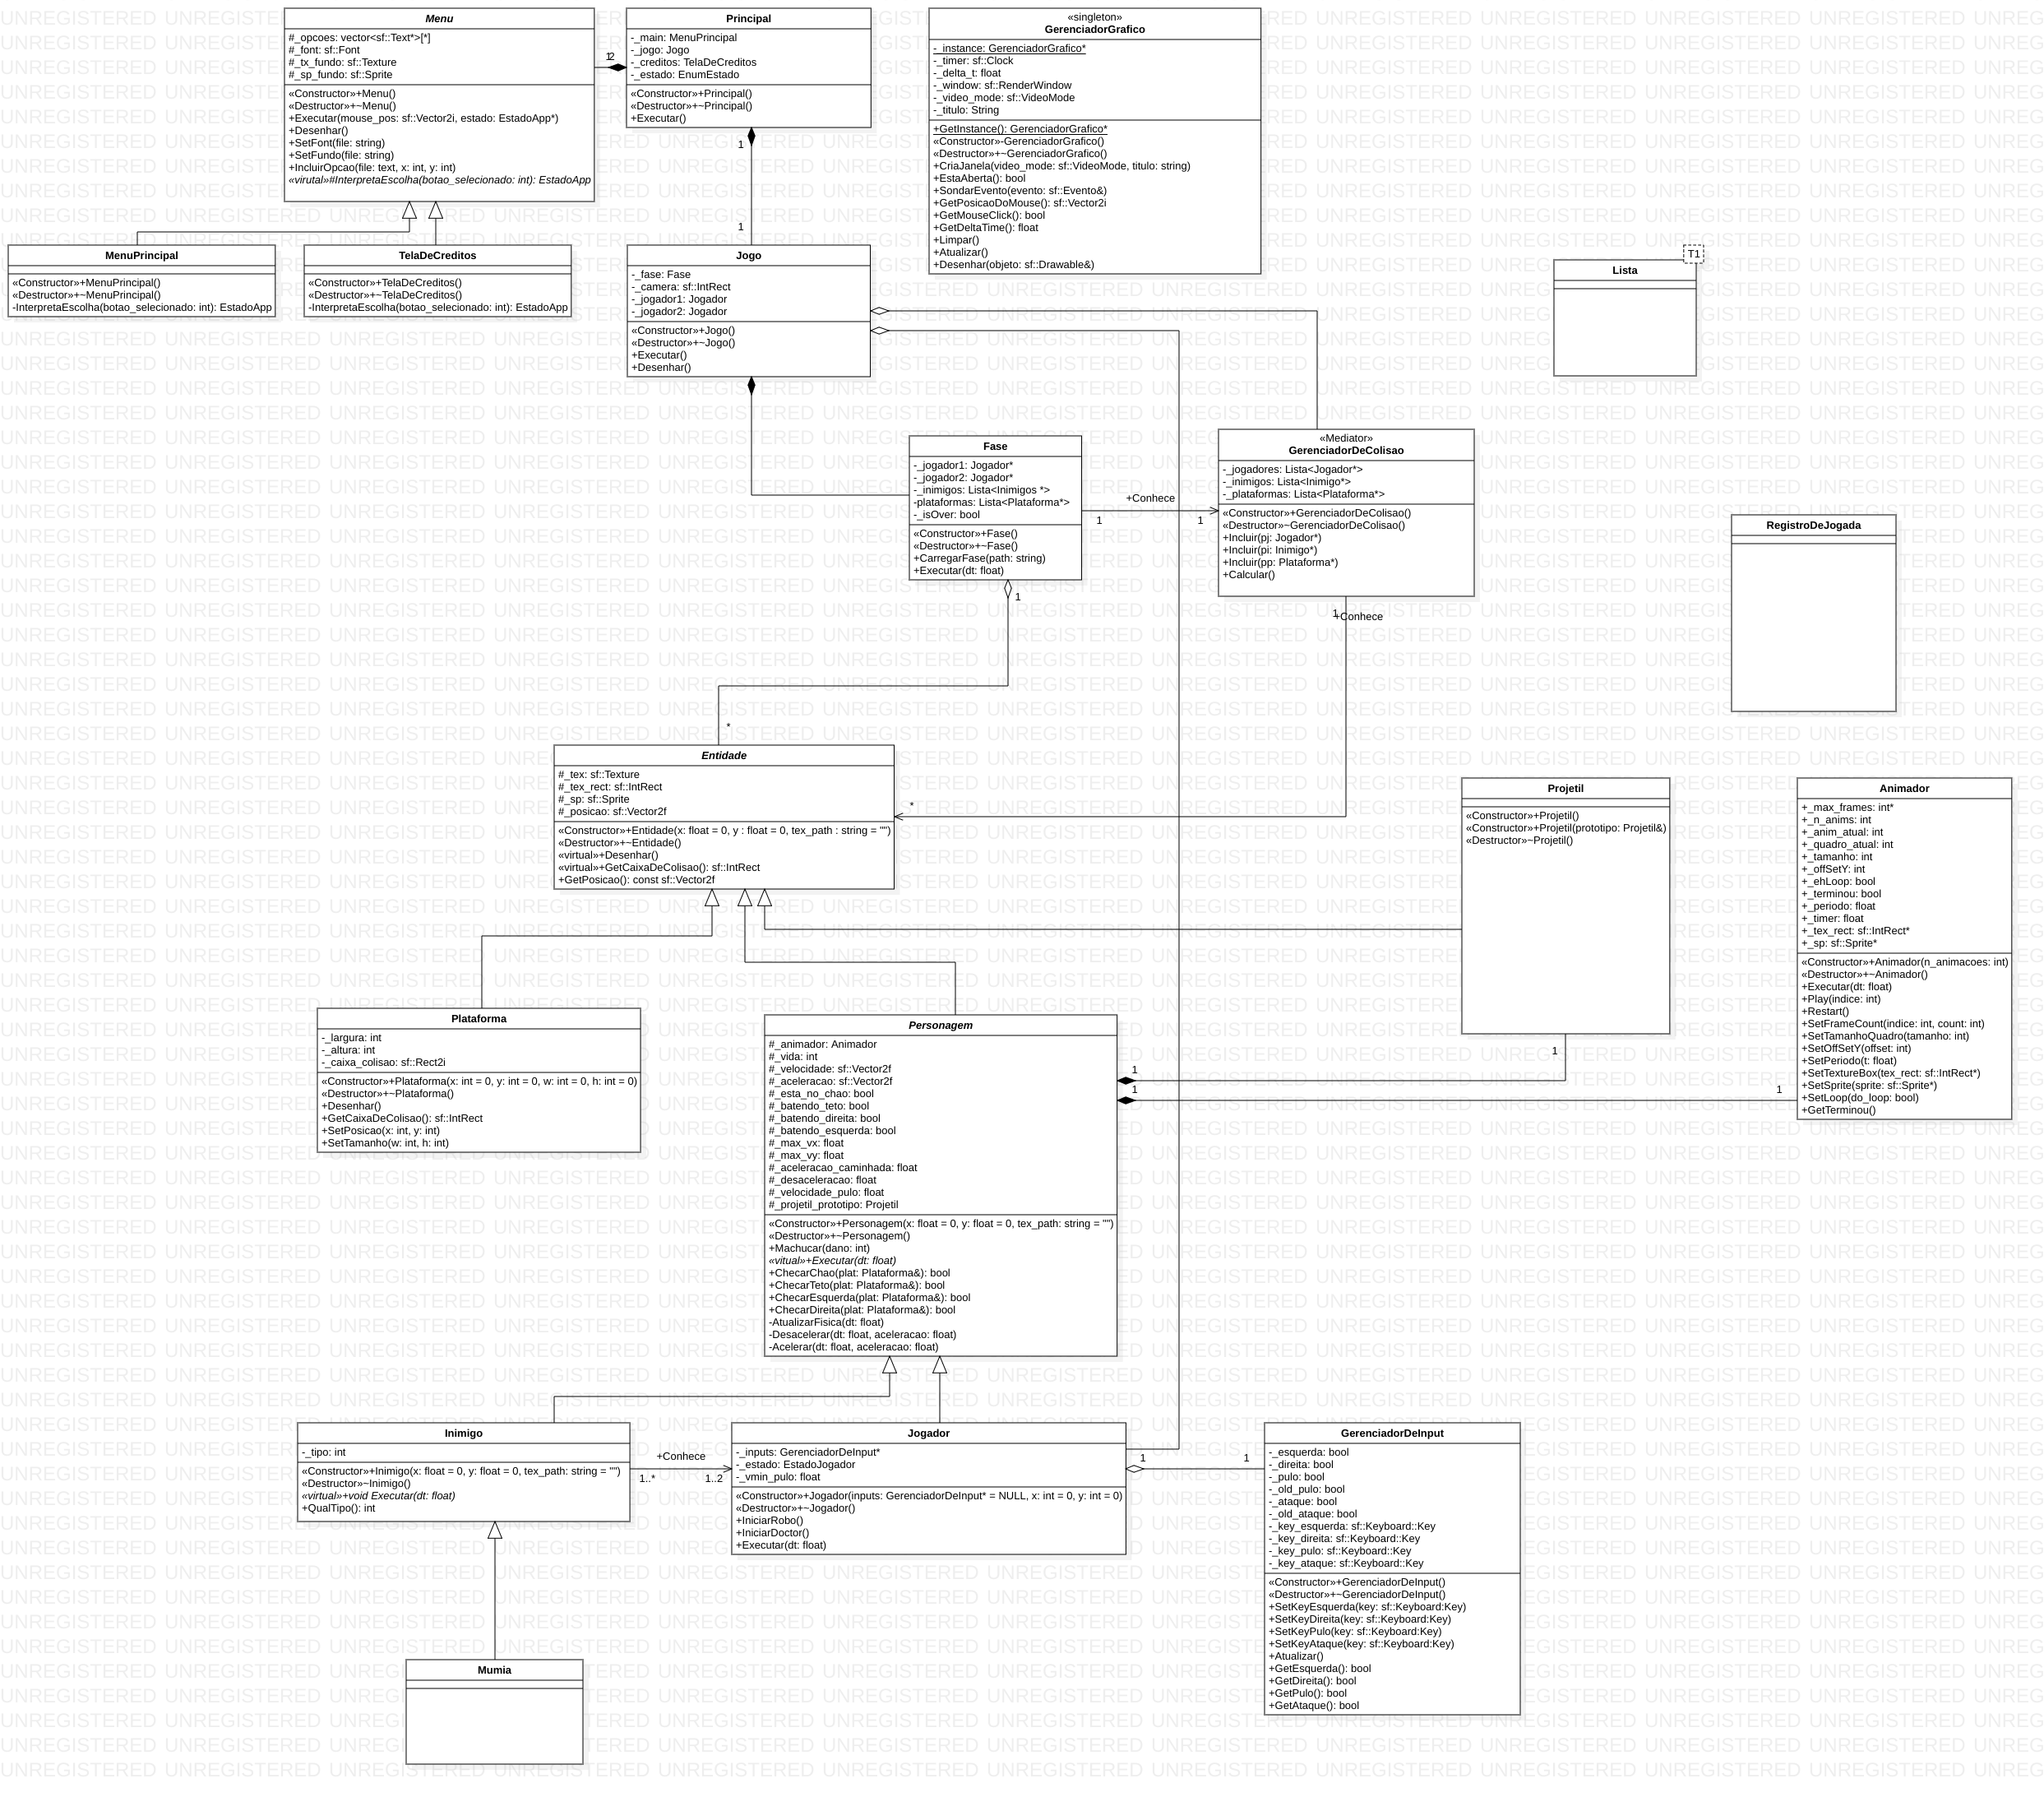 Menu
#_opcoes: vector<sf::Text*>[*]
#_font: sf::Font
#_tx_fundo: sf::Texture
#_sp_fundo: sf::Sprite
«Constructor»+Menu()
«Destructor»+~Menu()
+Executar(mouse_pos: sf::Vector2i, estado: EstadoApp*)
+Desenhar()
+SetFont(file: string)
+SetFundo(file: string)
+IncluirOpcao(file: text, x: int, y: int)
«virutal»#InterpretaEscolha(botao_selecionado: int): EstadoApp
1
2
Principal
-_main: MenuPrincipal
-_jogo: Jogo
-_creditos: TelaDeCreditos
-_estado: EnumEstado
«Constructor»+Principal()
«Destructor»+~Principal()
+Executar()
1
1
«singleton»
GerenciadorGrafico
-_instance: GerenciadorGrafico*
-_timer: sf::Clock
-_delta_t: float
-_window: sf::RenderWindow
-_video_mode: sf::VideoMode
-_titulo: String
+GetInstance(): GerenciadorGrafico*
«Constructor»-GerenciadorGrafico()
«Destructor»+~GerenciadorGrafico()
+CriaJanela(video_mode: sf::VideoMode, titulo: string)
+EstaAberta(): bool
+SondarEvento(evento: sf::Evento&)
+GetPosicaoDoMouse(): sf::Vector2i
+GetMouseClick(): bool
+GetDeltaTime(): float
+Limpar()
+Atualizar()
+Desenhar(objeto: sf::Drawable&)
MenuPrincipal
«Constructor»+MenuPrincipal()
«Destructor»+~MenuPrincipal()
-InterpretaEscolha(botao_selecionado: int): EstadoApp
TelaDeCreditos
«Constructor»+TelaDeCreditos()
«Destructor»+~TelaDeCreditos()
-InterpretaEscolha(botao_selecionado: int): EstadoApp
Jogo
-_fase: Fase
-_camera: sf::IntRect
-_jogador1: Jogador
-_jogador2: Jogador
«Constructor»+Jogo()
«Destructor»+~Jogo()
+Executar()
+Desenhar()
T1
Lista
Fase
-_jogador1: Jogador*
-_jogador2: Jogador*
-_inimigos: Lista<Inimigos *>
-plataformas: Lista<Plataforma*>
-_isOver: bool
«Constructor»+Fase()
«Destructor»+~Fase()
+CarregarFase(path: string)
+Executar(dt: float)
+Conhece
1
1
«Mediator»
GerenciadorDeColisao
-_jogadores: Lista<Jogador*>
-_inimigos: Lista<Inimigo*>
-_plataformas: Lista<Plataforma*>
«Constructor»+GerenciadorDeColisao()
«Destructor»~GerenciadorDeColisao()
+Incluir(pj: Jogador*)
+Incluir(pi: Inimigo*)
+Incluir(pp: Plataforma*)
+Calcular()
RegistroDeJogada
1
1
+Conhece
*
*
Entidade
#_tex: sf::Texture
#_tex_rect: sf::IntRect
#_sp: sf::Sprite
#_posicao: sf::Vector2f
«Constructor»+Entidade(x: float = 0, y : float = 0, tex_path : string = "")
«Destructor»+~Entidade()
«virtual»+Desenhar()
«virtual»+GetCaixaDeColisao(): sf::IntRect
+GetPosicao(): const sf::Vector2f
Projetil
«Constructor»+Projetil()
«Constructor»+Projetil(prototipo: Projetil&)
«Destructor»~Projetil()
1
Animador
+_max_frames: int*
+_n_anims: int
+_anim_atual: int
+_quadro_atual: int
+_tamanho: int
+_offSetY: int
+_ehLoop: bool
+_terminou: bool
+_periodo: float
+_timer: float
+_tex_rect: sf::IntRect*
+_sp: sf::Sprite*
«Constructor»+Animador(n_animacoes: int)
«Destructor»+~Animador()
+Executar(dt: float)
+Play(indice: int)
+Restart()
+SetFrameCount(indice: int, count: int)
+SetTamanhoQuadro(tamanho: int)
+SetOffSetY(offset: int)
+SetPeriodo(t: float)
+SetTextureBox(tex_rect: sf::IntRect*)
+SetSprite(sprite: sf::Sprite*)
+SetLoop(do_loop: bool)
+GetTerminou()
Plataforma
-_largura: int
-_altura: int
-_caixa_colisao: sf::Rect2i
«Constructor»+Plataforma(x: int = 0, y: int = 0, w: int = 0, h: int = 0)
«Destructor»+~Plataforma()
+Desenhar()
+GetCaixaDeColisao(): sf::IntRect
+SetPosicao(x: int, y: int)
+SetTamanho(w: int, h: int)
Personagem
#_animador: Animador
#_vida: int
#_velocidade: sf::Vector2f
#_aceleracao: sf::Vector2f
#_esta_no_chao: bool
#_batendo_teto: bool
#_batendo_direita: bool
#_batendo_esquerda: bool
#_max_vx: float
#_max_vy: float
#_aceleracao_caminhada: float
#_desaceleracao: float
#_velocidade_pulo: float
#_projetil_prototipo: Projetil
«Constructor»+Personagem(x: float = 0, y: float = 0, tex_path: string = "")
«Destructor»+~Personagem()
+Machucar(dano: int)
«vitual»+Executar(dt: float)
+ChecarChao(plat: Plataforma&): bool
+ChecarTeto(plat: Plataforma&): bool
+ChecarEsquerda(plat: Plataforma&): bool
+ChecarDireita(plat: Plataforma&): bool
-AtualizarFisica(dt: float)
-Desacelerar(dt: float, aceleracao: float)
-Acelerar(dt: float, aceleracao: float)
1
1
1
Inimigo
-_tipo: int
«Constructor»+Inimigo(x: float = 0, y: float = 0, tex_path: string = "")
«Destructor»~Inimigo()
«virtual»+void Executar(dt: float)
+QualTipo(): int
+Conhece
1..*
1..2
Jogador
-_inputs: GerenciadorDeInput*
-_estado: EstadoJogador
-_vmin_pulo: float
«Constructor»+Jogador(inputs: GerenciadorDeInput* = NULL, x: int = 0, y: int = 0)
«Destructor»+~Jogador()
+IniciarRobo()
+IniciarDoctor()
+Executar(dt: float)
1
1
GerenciadorDeInput
-_esquerda: bool
-_direita: bool
-_pulo: bool
-_old_pulo: bool
-_ataque: bool
-_old_ataque: bool
-_key_esquerda: sf::Keyboard::Key
-_key_direita: sf::Keyboard::Key
-_key_pulo: sf::Keyboard::Key
-_key_ataque: sf::Keyboard::Key
«Constructor»+GerenciadorDeInput()
«Destructor»+~GerenciadorDeInput()
+SetKeyEsquerda(key: sf::Keyboard:Key)
+SetKeyDireita(key: sf::Keyboard:Key)
+SetKeyPulo(key: sf::Keyboard:Key)
+SetKeyAtaque(key: sf::Keyboard:Key)
+Atualizar()
+GetEsquerda(): bool
+GetDireita(): bool
+GetPulo(): bool
+GetAtaque(): bool
Mumia